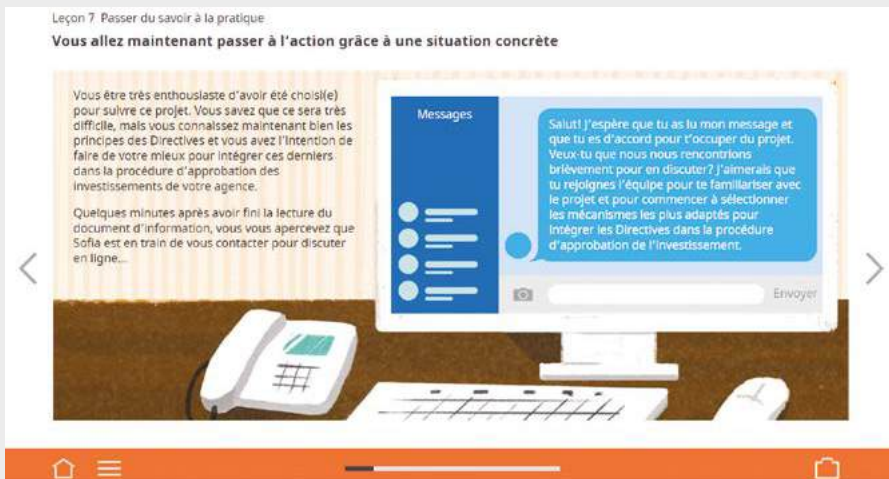 Leçon 7 Passer du savoir à la pratique
Vous allez maintenant passer à l'action grâce à une situation concrète
Vous être très enthousiaste d'avoir été choisi(e)
pour suivre ce projet. Vous savez que ce sera très
difficile, mais vous connaissez maintenant bien les
principes des Directives et vous avez l'intention de
faire de votre mieux pour intégrer ces derniers
dans la procédure d'approbation des
investissements de votre agence.
Quelques minutes après avoir fini la lecture du
document d'information, vous vous apercevez que
Sofia est en train de vous contacter pour discuter
en ligne...
Messages
Salut! J'espère que tu as lu mon message et
que tu es d'accord pour t'occuper du projet.
Veux-tu que nous nous rencontrions
brièvement pour en discuter? J'aimerais que
tu rejoignes l'équipe pour te familiariser avec
le projet et pour commencer à sélectionner
les mécanismes les plus adaptés pour
intégrer les Directives dans la procédure
d'approbation de l'investissement.
Envoyer